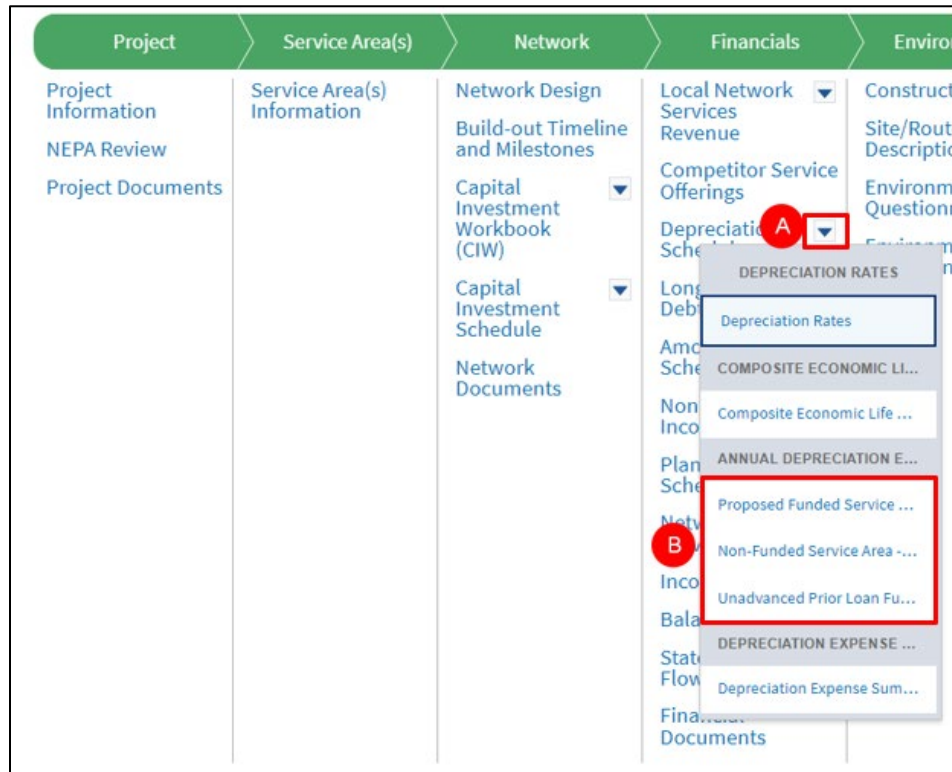 Project
Service Area(s)
Network
Financials
Project
Information
NEPA Review
Project Documents
Service Area(s)
Information
Network Design
Build-out Timeline
and Milestones
Capital
Investment
Workbook
(CIW)
Capital
Investment
Schedule
Network
Documents
Local Network
Services
Revenue
Competitor Service
Offerings
A
DEPRECIATION RATES
Depreciation Rates
COMPOSITE ECONOMIC LI...
Composite Economic Life ...
ANNUAL DEPRECIATION E...
Proposed Funded Service ...
Non-Funded Service Area -...
Unadvanced Prior Loan Fu...
B
DEPRECIATION EXPENSE ...
Depreciation Expense Sum...
Documents